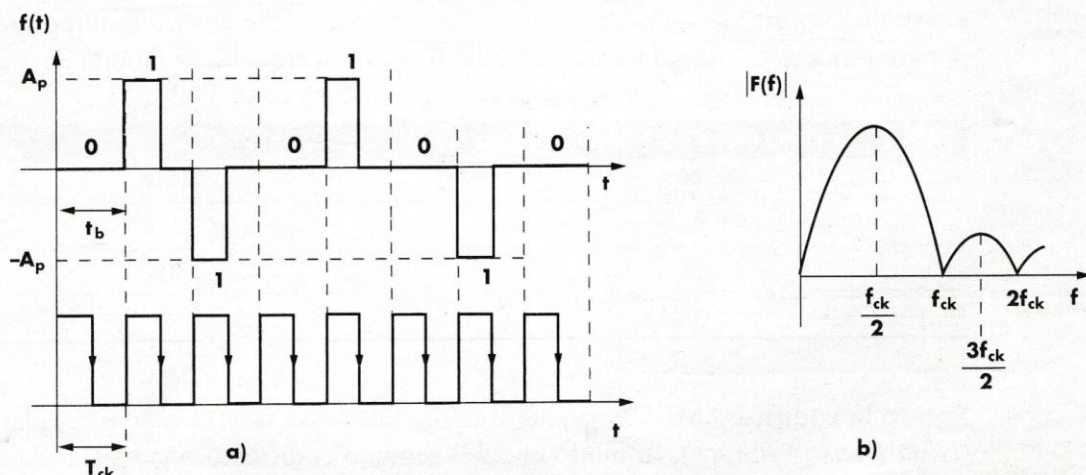 f(t)
A_p
1
1
0
0
0
0
t
t_b
-A_p
1
1
t
T_ck
a)
|F(f)|
f_ck/2
f_ck
2f_ck
f
3f_ck/2
b)